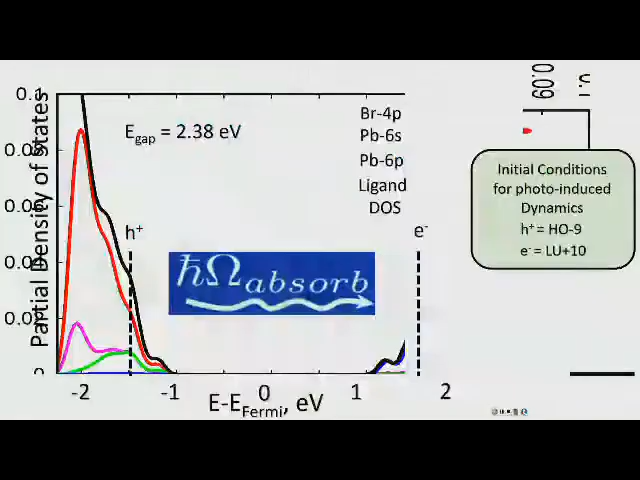 0.09
0.
Partial Density of States
E_gap = 2.38 eV
Br-4p
Pb-6s
Pb-6p
Ligand
DOS
h⁺
e⁻
ħΩ_absorb
Initial Conditions
for photo-induced
Dynamics
h⁺ = HO-9
e⁻ = LU+10
0
-2 -1 0 1 2
E-E_Fermi, eV